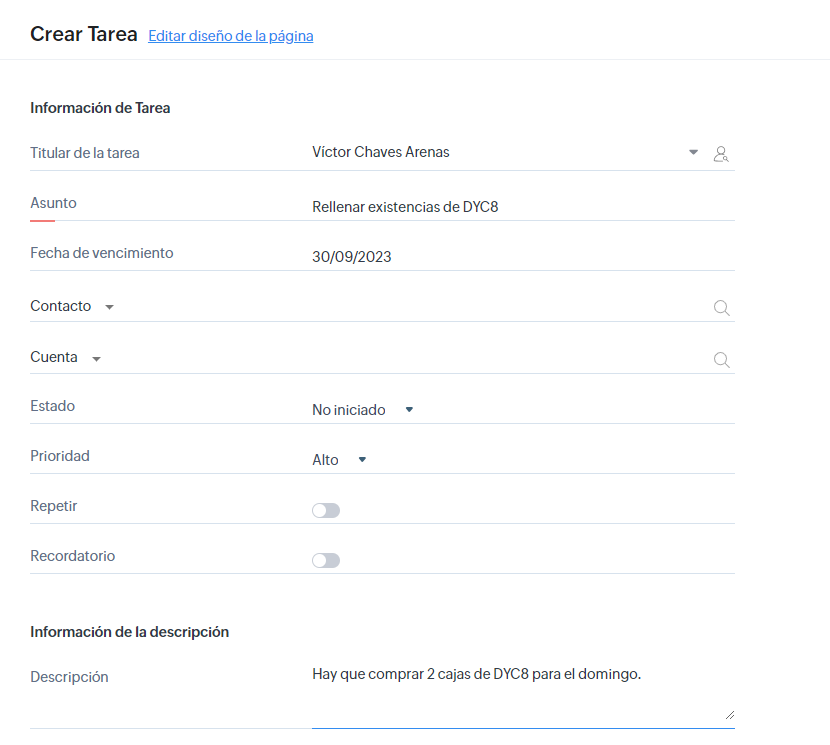 Crear Tarea Editar diseño de la página
Información de Tarea
Titular de la tarea Víctor Chaves Arenas
Asunto Rellenar existencias de DYC8
Fecha de vencimiento 30/09/2023
Contacto
Cuenta
Estado No iniciado
Prioridad Alto
Repetir
Recordatorio
Información de la descripción
Descripción Hay que comprar 2 cajas de DYC8 para el domingo.